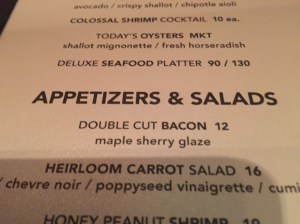 avocado / crispy shallot / chipotle aioli
COLOSSAL SHRIMP COCKTAIL 10 ea.
TODAY'S OYSTERS MKT
shallot mignonette / fresh horseradish
DELUXE SEAFOOD PLATTER 90 / 130
APPETIZERS & SALADS
DOUBLE CUT BACON 12
maple sherry glaze
HEIRLOOM CARROT SALAD 16
/ chevre noir / poppyseed vinaigrette / cumi
HONEY PEANUT SHRIMP 19